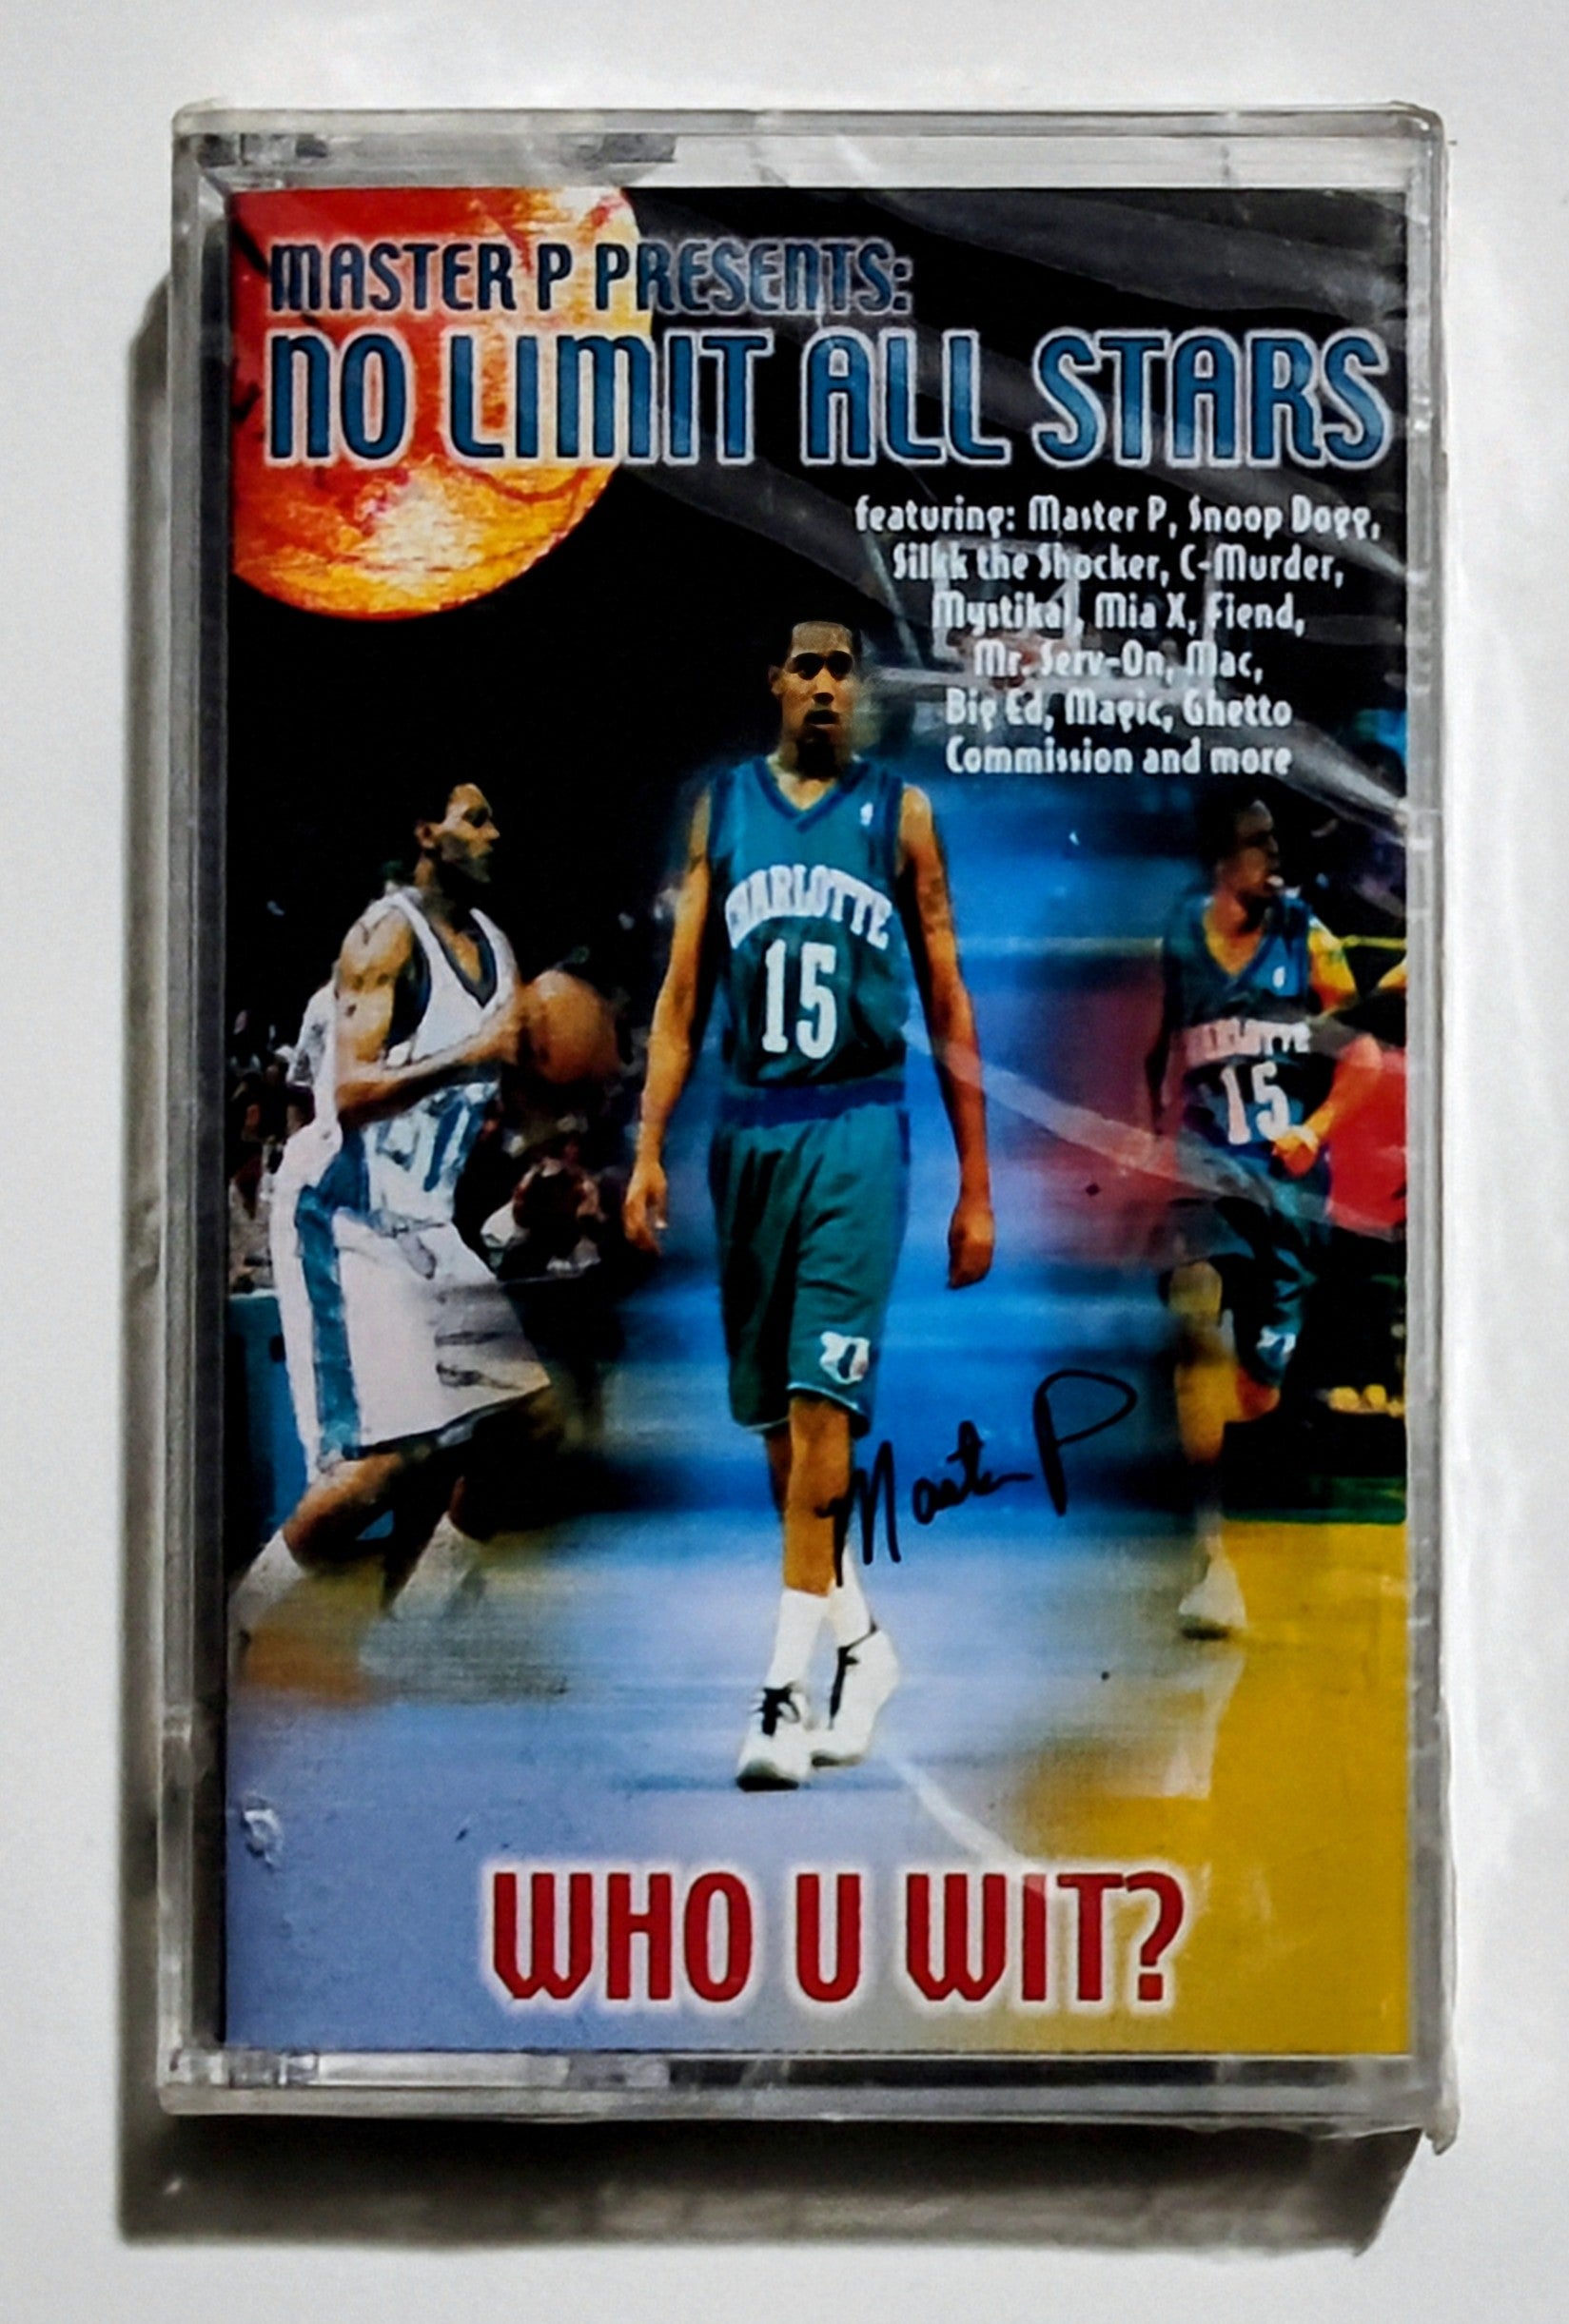 MASTER P PRESENTS:
NO LIMIT ALL STARS
featuring: Master P, Snoop Dogg,
Silkk the Shocker, C-Murder,
Mystikal, Mia X, Fiend,
Mr. Serv-On, Mac,
Big Ed, Magic, Ghetto
Commission and more
CHARLOTTE
15
CHARLOTTE
15
Master P
WHO U WIT?